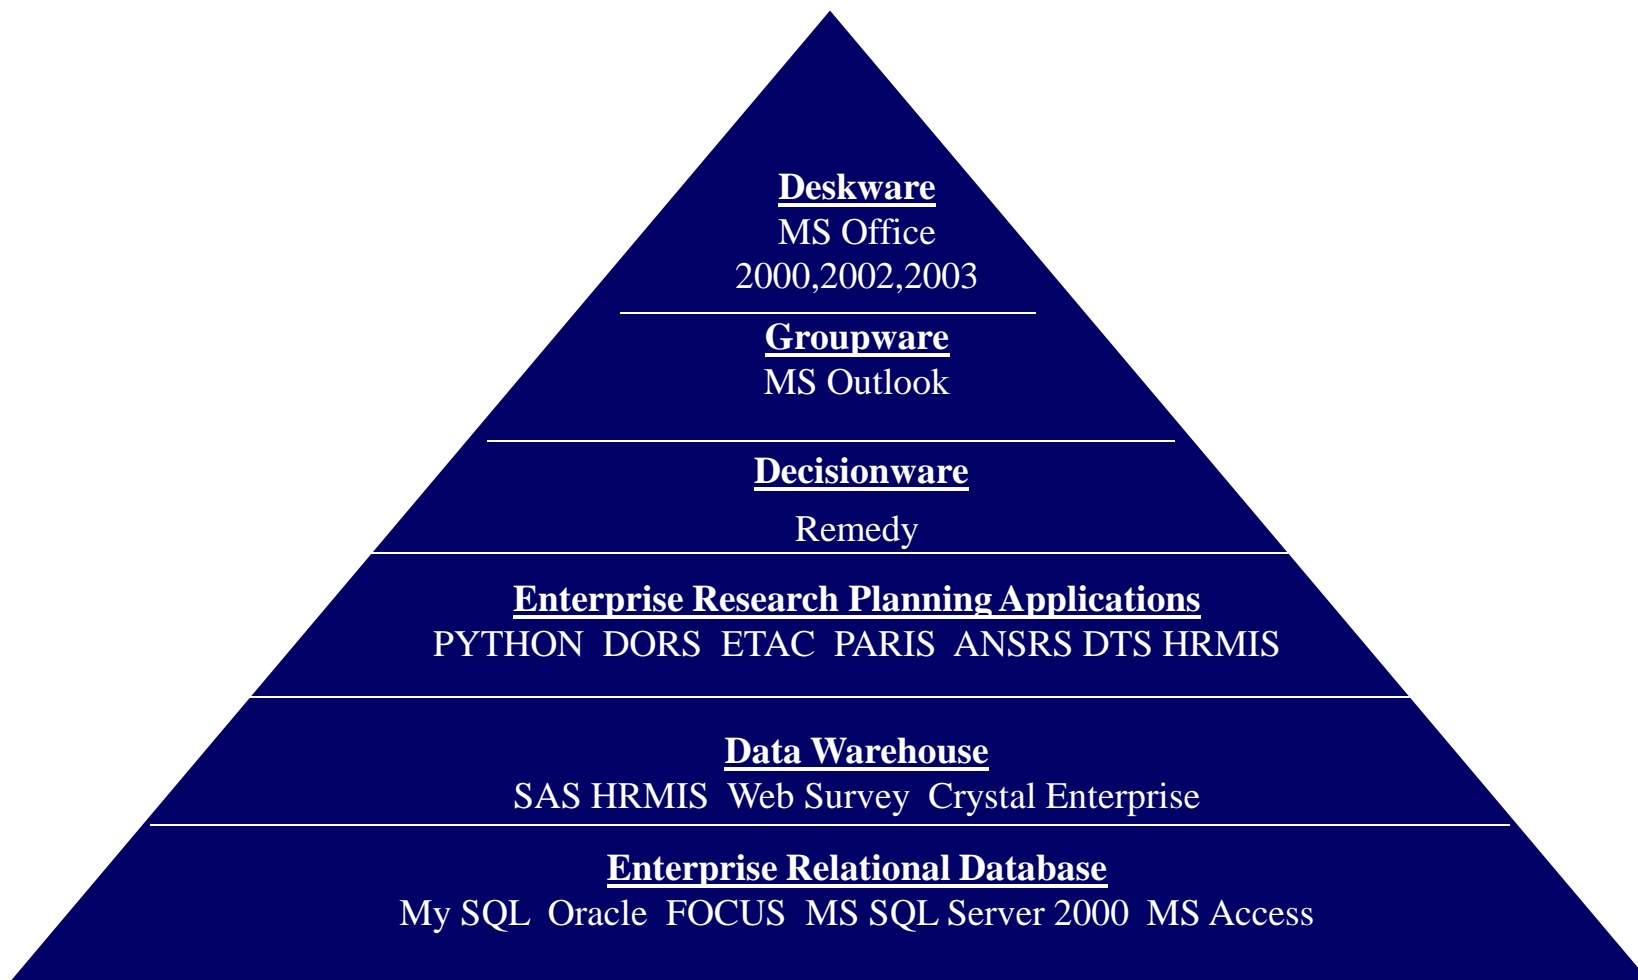 Deskware
MS Office
2000,2002,2003
Groupware
MS Outlook
Decisionware
Remedy
Enterprise Research Planning Applications
PYTHON  DORS  ETAC  PARIS  ANSRS DTS HRMIS
Data Warehouse
SAS HRMIS  Web Survey  Crystal Enterprise
Enterprise Relational Database
My SQL  Oracle  FOCUS  MS SQL Server 2000  MS Access